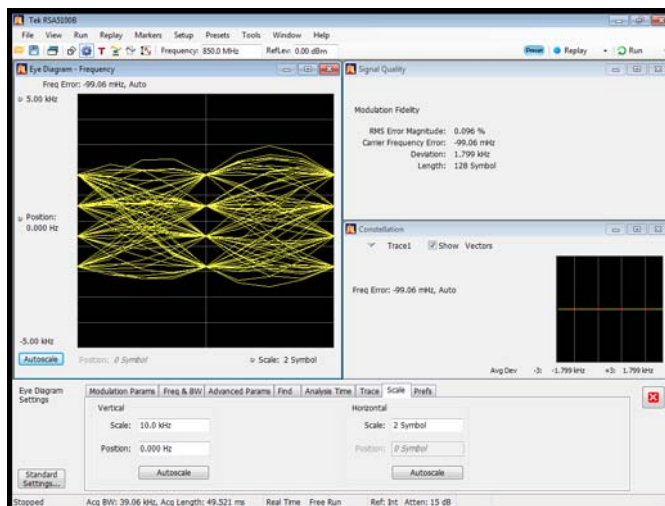 Tek RSA5100B
File View Run Replay Markers Setup Presets Tools Window Help
Frequency: 850.0 MHz RefLev: 0.00 dBm Preset Replay Run
Eye Diagram - Frequency
Freq Error: -99.06 mHz, Auto
5.00 kHz
Position:
0.000 Hz
-5.00 kHz
Autoscale Position: 0 Symbol Scale: 2 Symbol
Signal Quality
Modulation Fidelity
RMS Error Magnitude: 0.096 %
Carrier Frequency Error: -99.06 mHz
Deviation: 1.799 kHz
Length: 128 Symbol
Constellation
Trace1 Show Vectors
Freq Error: -99.06 mHz, Auto
Avg Dev -3: -1.799 kHz +3: 1.799 kHz
Eye Diagram
Settings
Modulation Params Freq & BW Advanced Params Find Analysis Time Trace Scale Prefs
Vertical
Scale: 10.0 kHz
Position: 0.000 Hz
Autoscale
Horizontal
Scale: 2 Symbol
Position: 0 Symbol
Autoscale
Standard
Settings...
Stopped Acq BW: 39.06 kHz, Acq Length: 49.521 ms Real Time Free Run Ref: Int Atten: 15 dB